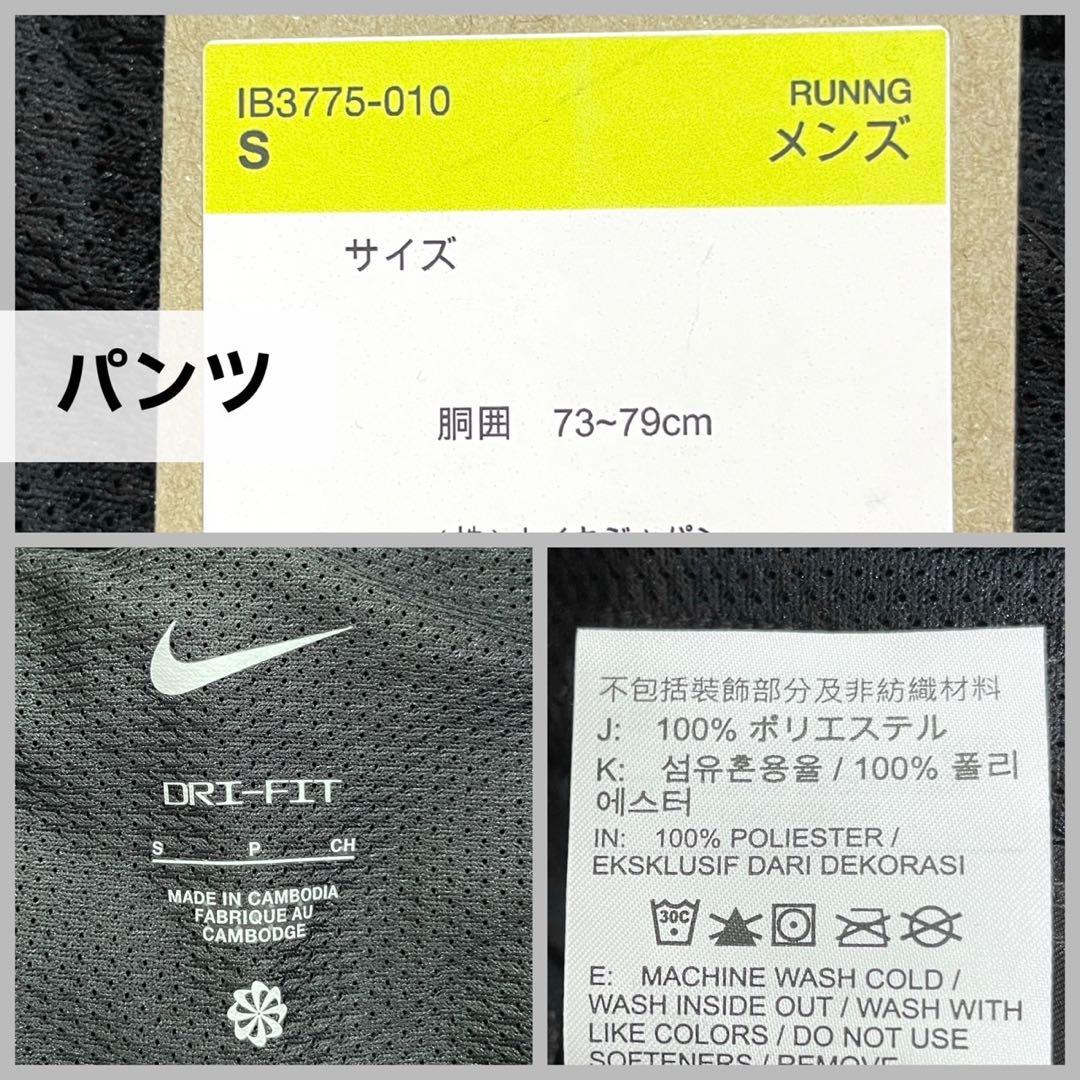 IB3775-010
S
RUNNG
メンズ
サイズ
パンツ
胴囲 73~79cm
DRI-FIT
S P CH
MADE IN CAMBODIA
FABRIQUE AU
CAMBODGE
不包括裝飾部分及非紡織材料
J: 100% ポリエステル
K: 섬유혼용율 / 100% 폴리
에스터
IN: 100% POLIESTER /
EKSKLUSIF DARI DEKORASI
30C
E: MACHINE WASH COLD /
WASH INSIDE OUT / WASH WITH
LIKE COLORS / DO NOT USE
SOFTENERS / REMOVE